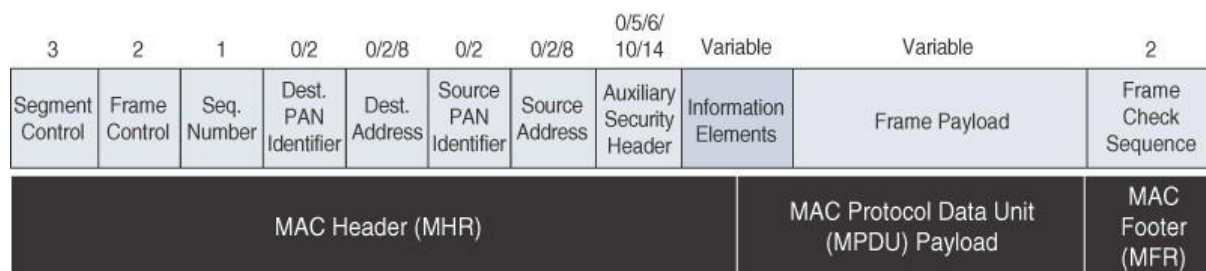 0/5/6/
3 2 1 0/2 0/2/8 0/2 0/2/8 10/14 Variable Variable 2
Segment Control
Frame Control
Seq. Number
Dest. PAN Identifier
Dest. Address
Source PAN Identifier
Source Address
Auxiliary Security Header
Information Elements
Frame Payload
Frame Check Sequence
MAC Header (MHR)
MAC Protocol Data Unit
(MPDU) Payload
MAC
Footer
(MFR)